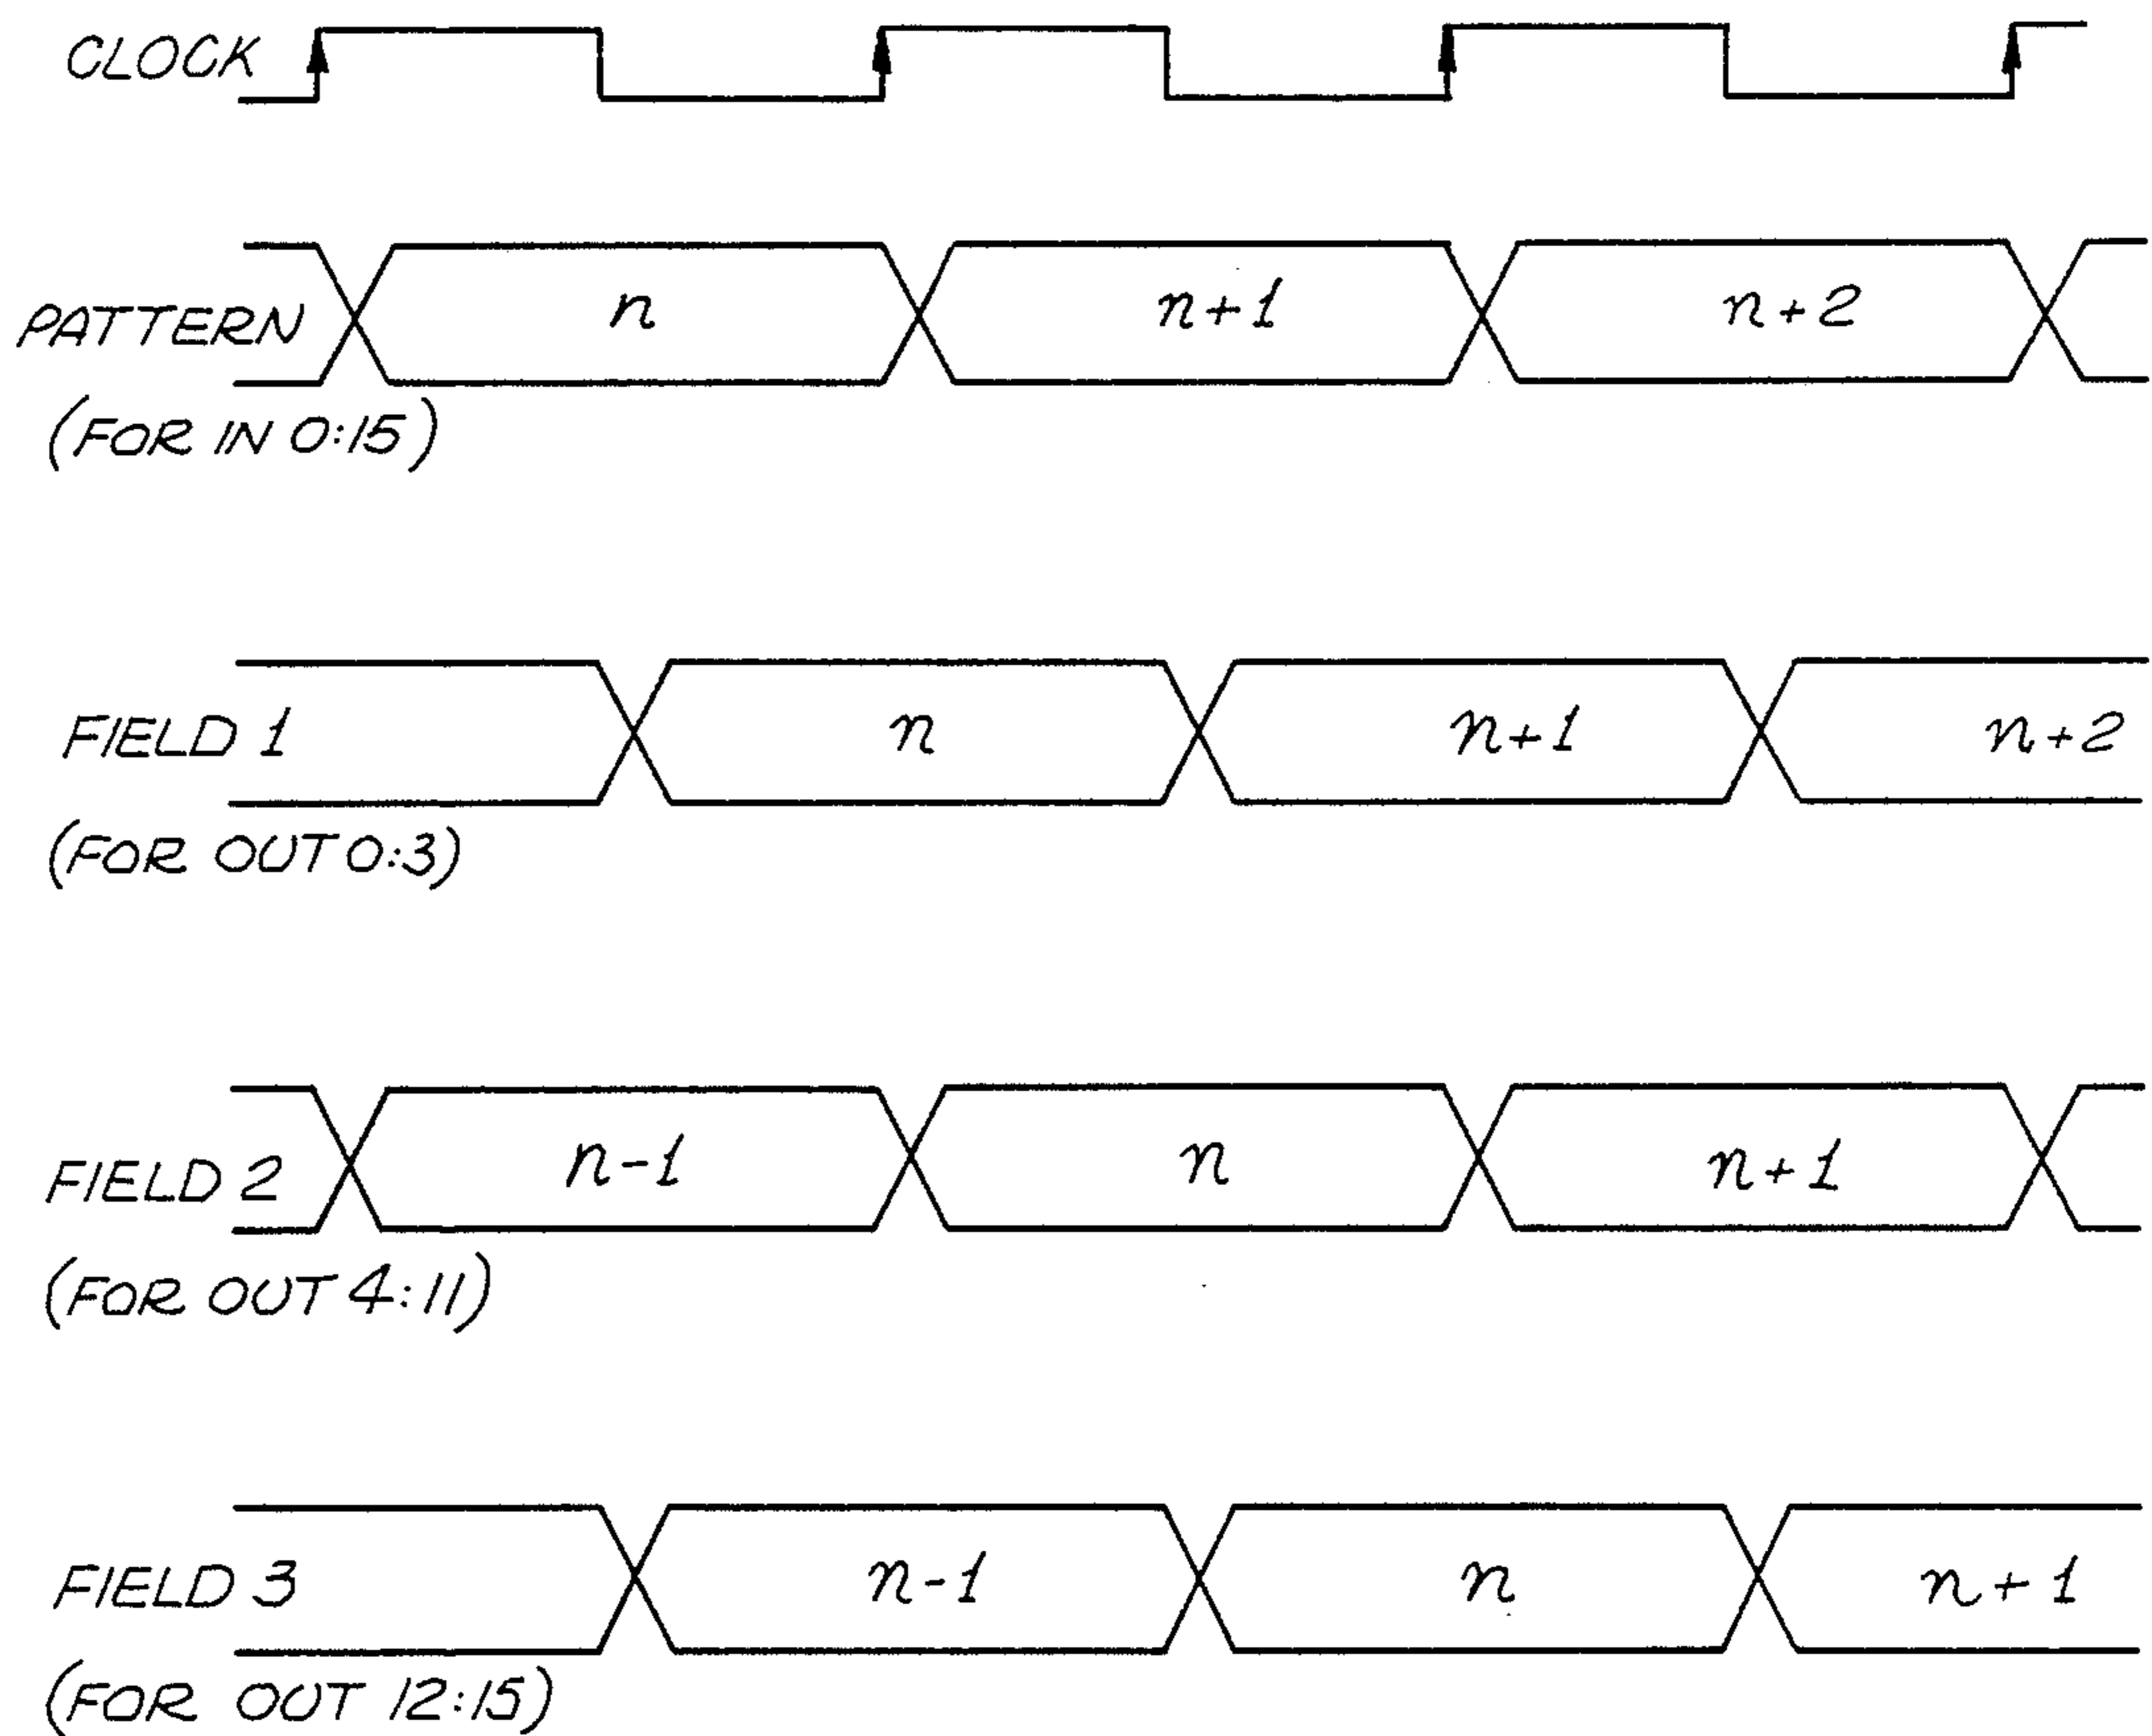 CLOCK
PATTERN n n+1 n+2
(FOR IN 0:15)
FIELD 1 n n+1 n+2
(FOR OUT 0:3)
FIELD 2 n-1 n n+1
(FOR OUT 4:11)
FIELD 3 n-1 n n+1
(FOR OUT 12:15)